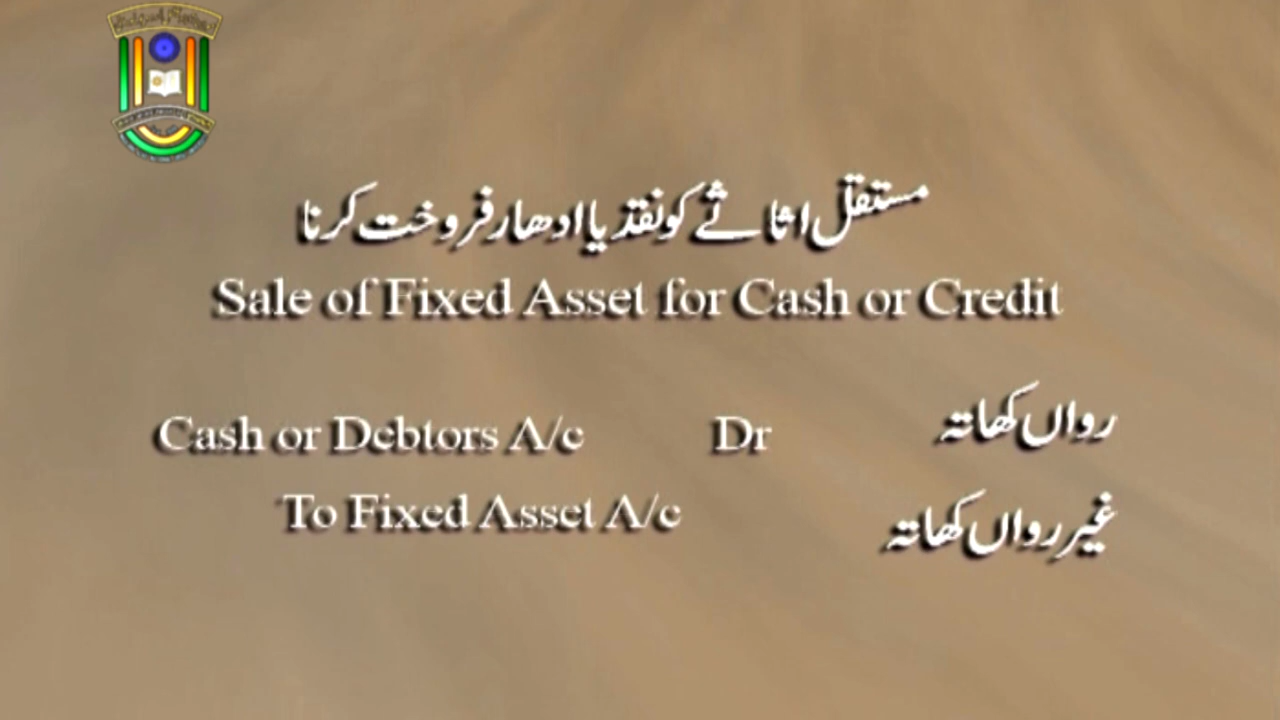 مستقل اثاثے کو نقد یا ادھار فروخت کرنا
Sale of Fixed Asset for Cash or Credit
Cash or Debtors A/c Dr رواں کھاتہ
To Fixed Asset A/c غیر رواں کھاتہ